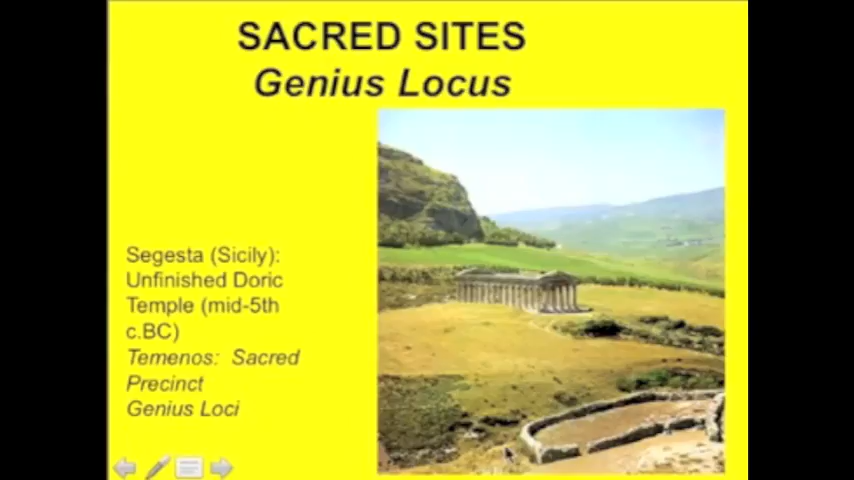 SACRED SITES
Genius Locus
Segesta (Sicily):
Unfinished Doric
Temple (mid-5th
c.BC)
Temenos: Sacred
Precinct
Genius Loci